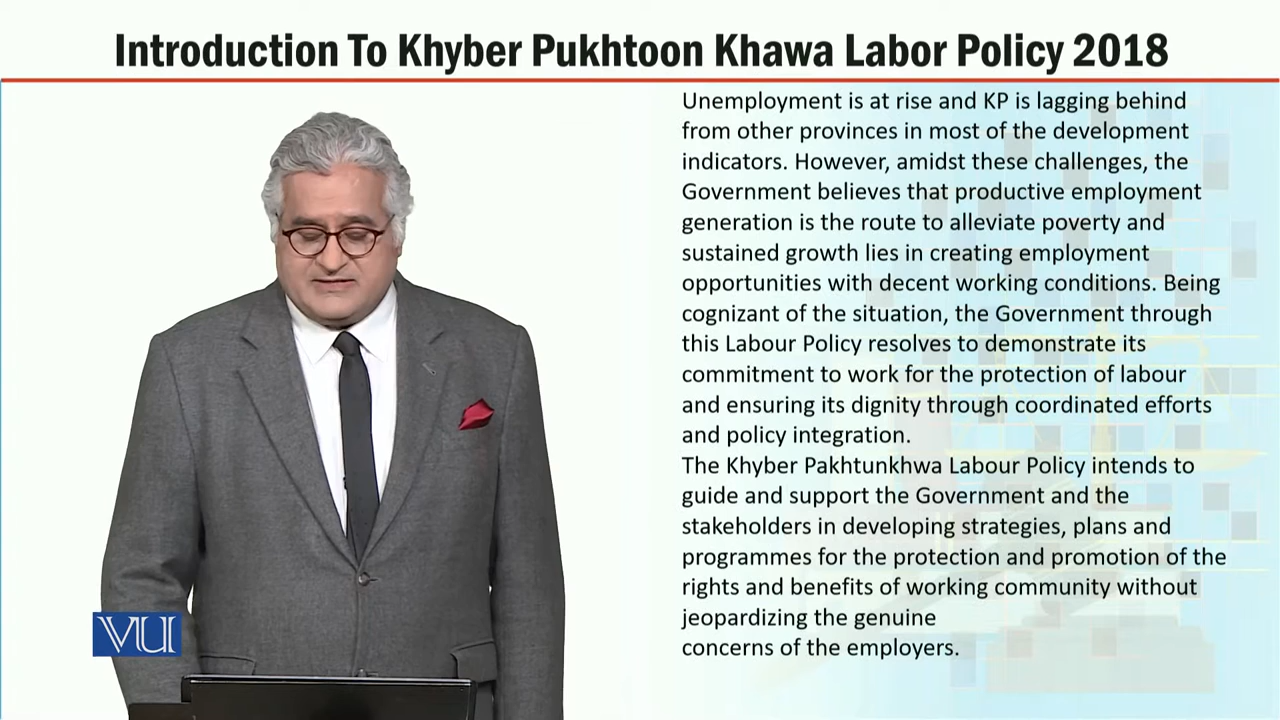 Introduction To Khyber Pukhtoon Khawa Labor Policy 2018
Unemployment is at rise and KP is lagging behind
from other provinces in most of the development
indicators. However, amidst these challenges, the
Government believes that productive employment
generation is the route to alleviate poverty and
sustained growth lies in creating employment
opportunities with decent working conditions. Being
cognizant of the situation, the Government through
this Labour Policy resolves to demonstrate its
commitment to work for the protection of labour
and ensuring its dignity through coordinated efforts
and policy integration.
The Khyber Pakhtunkhwa Labour Policy intends to
guide and support the Government and the
stakeholders in developing strategies, plans and
programmes for the protection and promotion of the
rights and benefits of working community without
jeopardizing the genuine
concerns of the employers.
VU